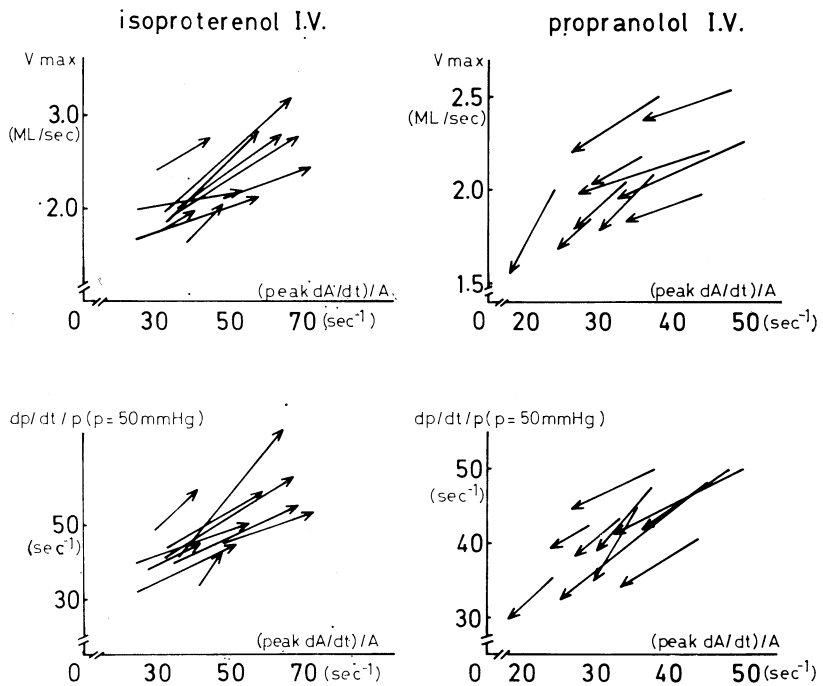 isoproterenol I.V.
propranolol I.V.
V max
3.0
(ML/sec)
2.0
(peak dA/dt)/A
0 30 50 70 (sec⁻¹)
V max
2.5
(ML/sec)
2.0
1.5
(peak dA/dt)/A
0 20 30 40 50 (sec⁻¹)
dp/dt/p (p=50mmHg)
50
(sec⁻¹)
30
(peak dA/dt)/A
0 30 50 70 (sec⁻¹)
dp/dt/p (p=50mmHg)
50
(sec⁻¹)
40
30
(peak dA/dt)/A
0 20 30 40 50 (sec⁻¹)